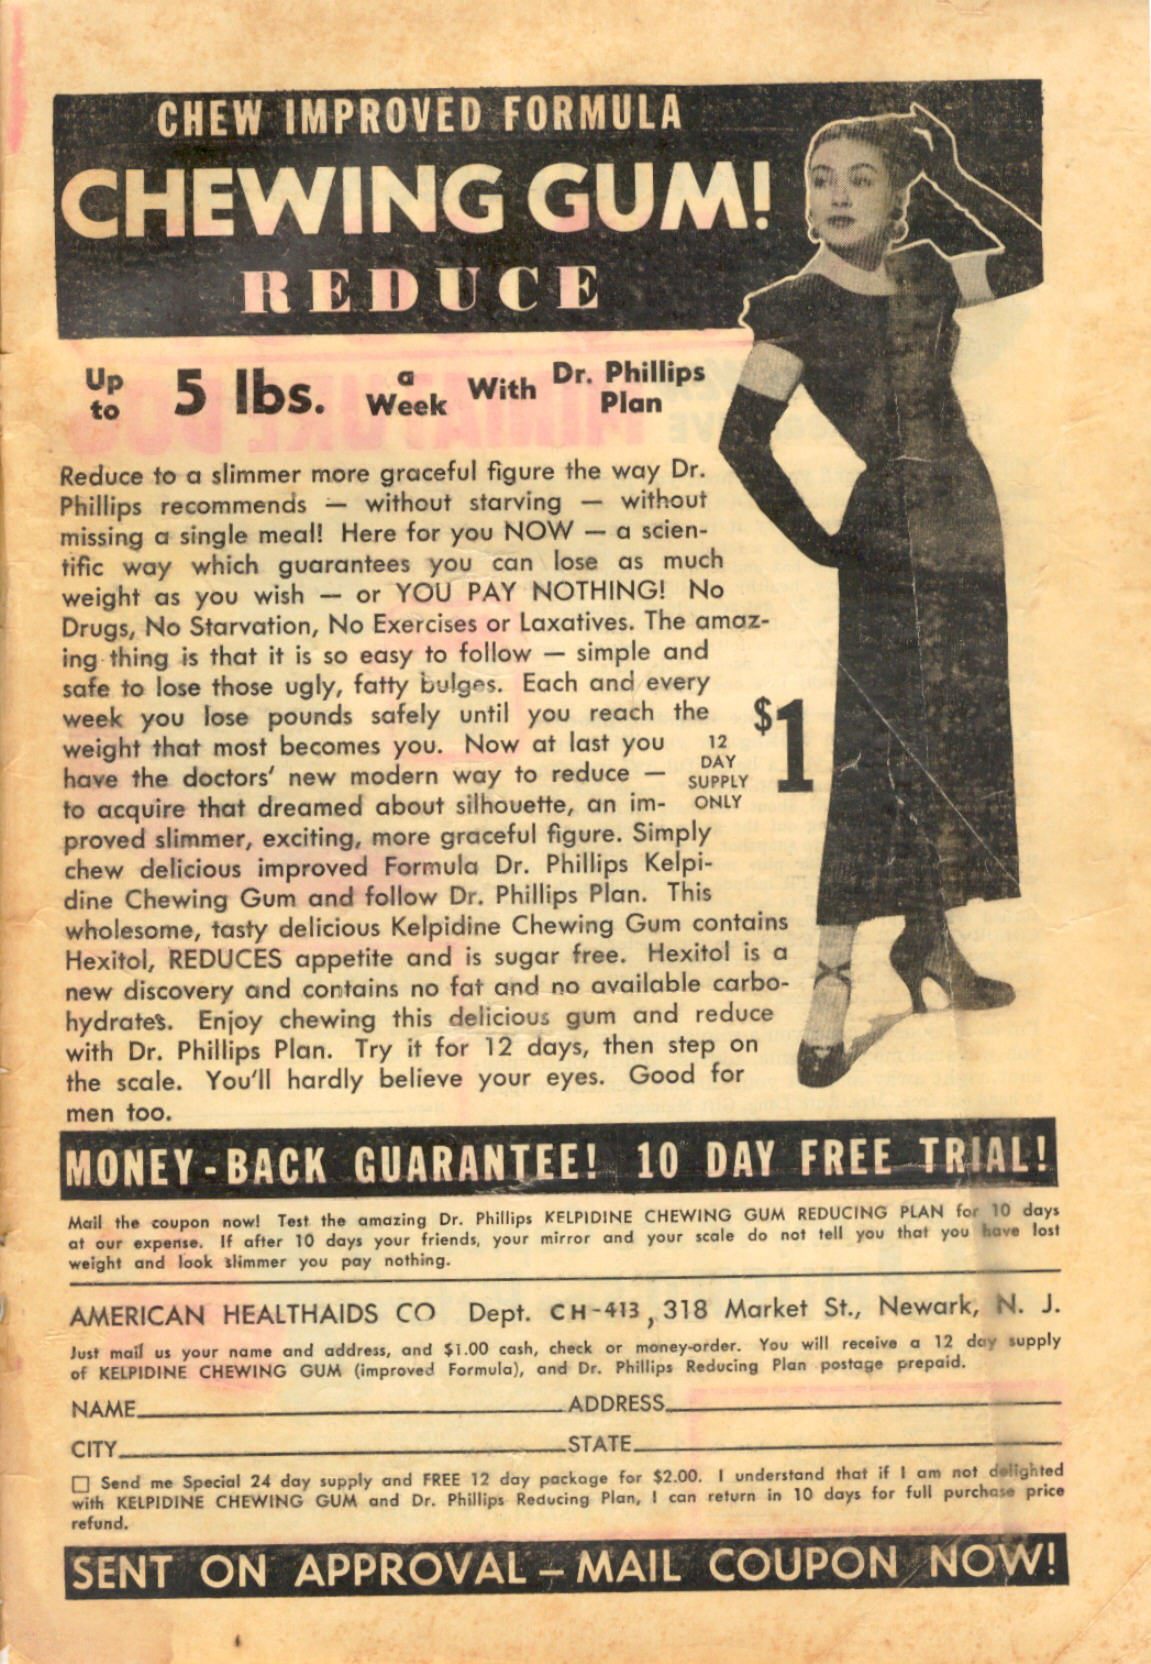 CHEW IMPROVED FORMULA
CHEWING GUM!
REDUCE
Up to 5 lbs. a Week With Dr. Phillips Plan
Reduce to a slimmer more graceful figure the way Dr.
Phillips recommends — without starving — without
missing a single meal! Here for you NOW — a scien-
tific way which guarantees you can lose as much
weight as you wish — or YOU PAY NOTHING! No
Drugs, No Starvation, No Exercises or Laxatives. The amaz-
ing thing is that it is so easy to follow — simple and
safe to lose those ugly, fatty bulges. Each and every
week you lose pounds safely until you reach the
weight that most becomes you. Now at last you
have the doctors' new modern way to reduce —
to acquire that dreamed about silhouette, an im-
proved slimmer, exciting, more graceful figure. Simply
chew delicious improved Formula Dr. Phillips Kelpi-
dine Chewing Gum and follow Dr. Phillips Plan. This
wholesome, tasty delicious Kelpidine Chewing Gum contains
Hexitol, REDUCES appetite and is sugar free. Hexitol is a
new discovery and contains no fat and no available carbo-
hydrates. Enjoy chewing this delicious gum and reduce
with Dr. Phillips Plan. Try it for 12 days, then step on
the scale. You'll hardly believe your eyes. Good for
men too.
12
DAY
SUPPLY
ONLY
$1
MONEY-BACK GUARANTEE! 10 DAY FREE TRIAL!
Mail the coupon now! Test the amazing Dr. Phillips KELPIDINE CHEWING GUM REDUCING PLAN for 10 days
at our expense. If after 10 days your friends, your mirror and your scale do not tell you that you have lost
weight and look slimmer you pay nothing.
AMERICAN HEALTHAIDS CO Dept. CH-413, 318 Market St., Newark, N. J.
Just mail us your name and address, and $1.00 cash, check or money-order. You will receive a 12 day supply
of KELPIDINE CHEWING GUM (improved Formula), and Dr. Phillips Reducing Plan postage prepaid.
NAME ADDRESS
CITY STATE
Send me Special 24 day supply and FREE 12 day package for $2.00. I understand that if I am not delighted
with KELPIDINE CHEWING GUM and Dr. Phillips Reducing Plan, I can return in 10 days for full purchase price
refund.
SENT ON APPROVAL – MAIL COUPON NOW!